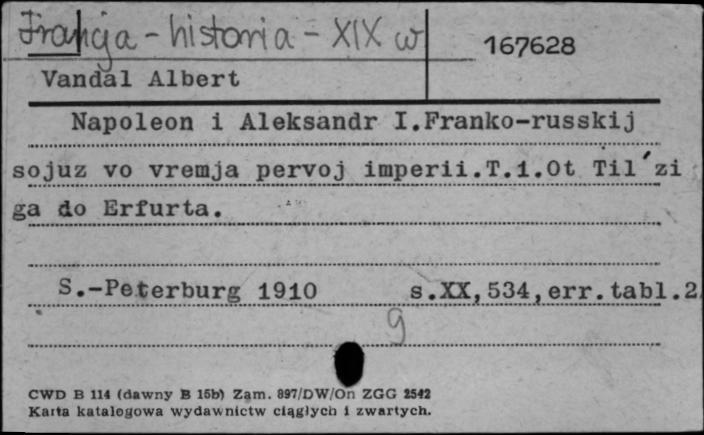 Francja - historia - XIX w
167628
Vandal Albert
Napoleon i Aleksandr I.Franko-russkij
sojuz vo vremja pervoj imperii.T.1.Ot Til´zi
ga do Erfurta.
S.-Peterburg 1910 s.XX,534,err.tabl.2
g
CWD B 114 (dawny B 15b) Zam. 897/DW/On ZGG 2542
Karta katalogowa wydawnictw ciągłych i zwartych.